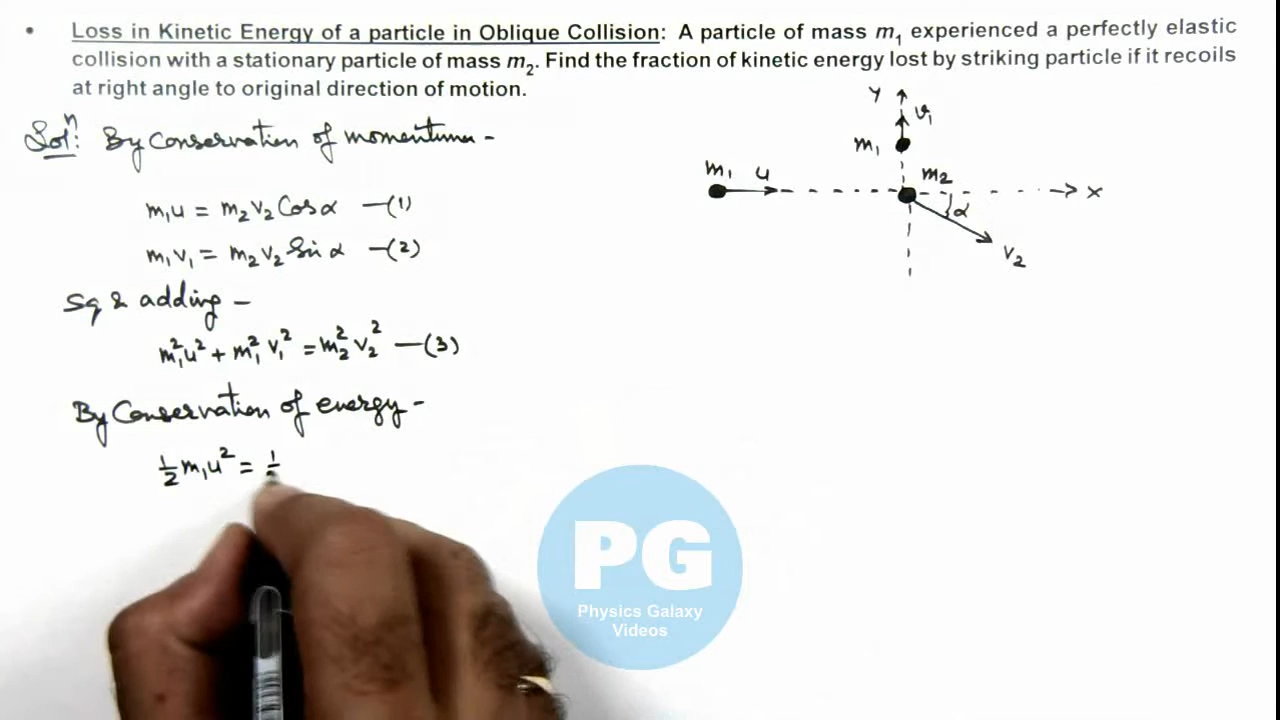 • Loss in Kinetic Energy of a particle in Oblique Collision: A particle of mass m₁ experienced a perfectly elastic
collision with a stationary particle of mass m₂. Find the fraction of kinetic energy lost by striking particle if it recoils
at right angle to original direction of motion.
Solⁿ: By Conservation of momentum –
m₁u = m₂v₂ Cos α —(1)
m₁v₁ = m₂v₂ Sin α —(2)
Sq & adding –
m₁²u² + m₁²v₁² = m₂²v₂² —(3)
By Conservation of energy –
½m₁u² = 1
y
v₁
m₁
m₁ u
m₂
x
α
v₂
PG
Physics Galaxy
Videos